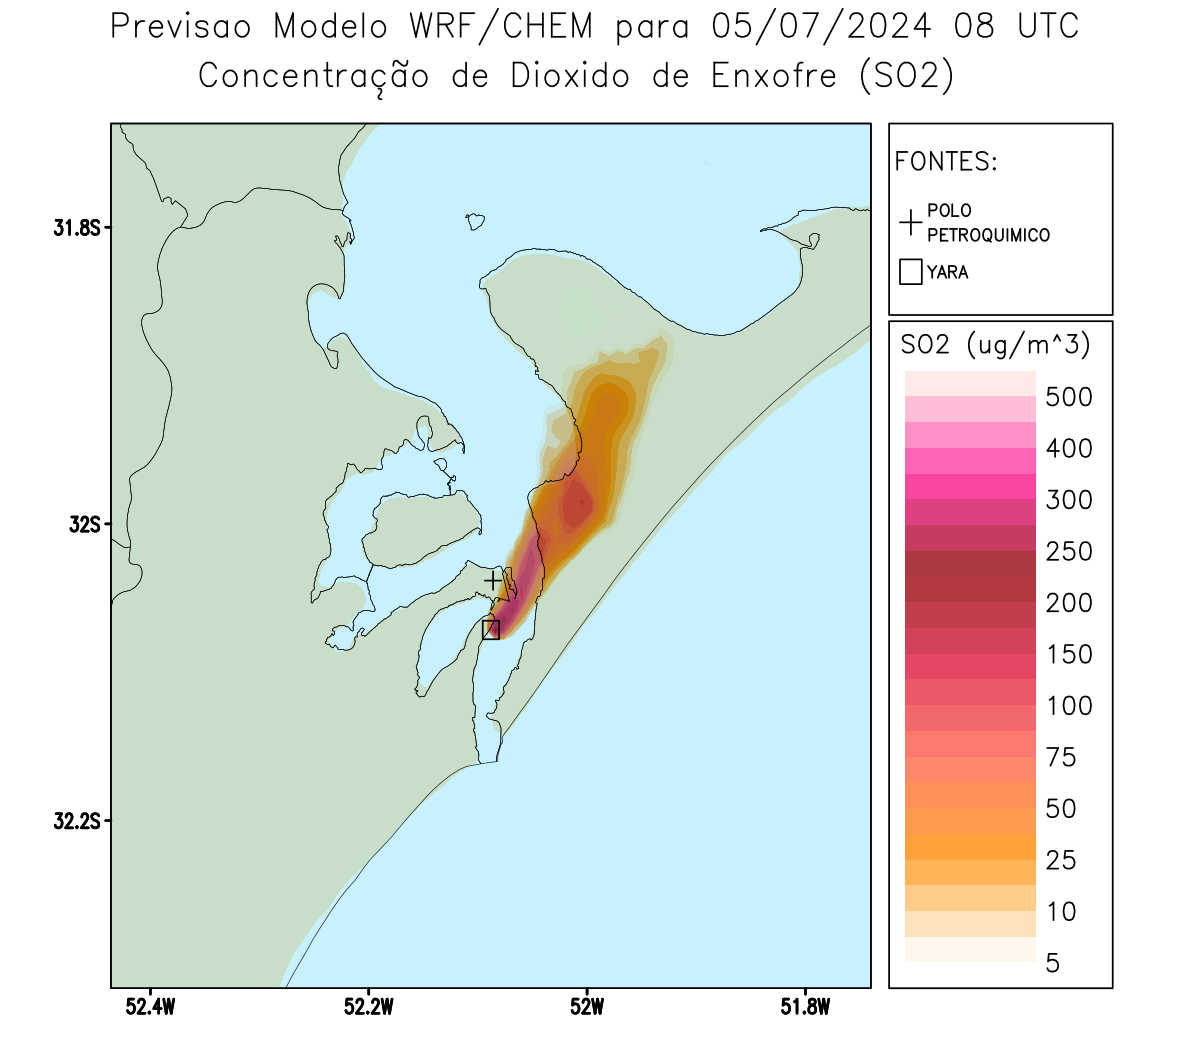 Previsao Modelo WRF/CHEM para 05/07/2024 08 UTC
Concentração de Dioxido de Enxofre (SO2)
FONTES:
POLO
PETROQUIMICO
YARA
31.8S
32S
32.2S
52.4W
52.2W
52W
51.8W
SO2 (ug/m^3)
500
400
300
250
200
150
100
75
50
25
10
5